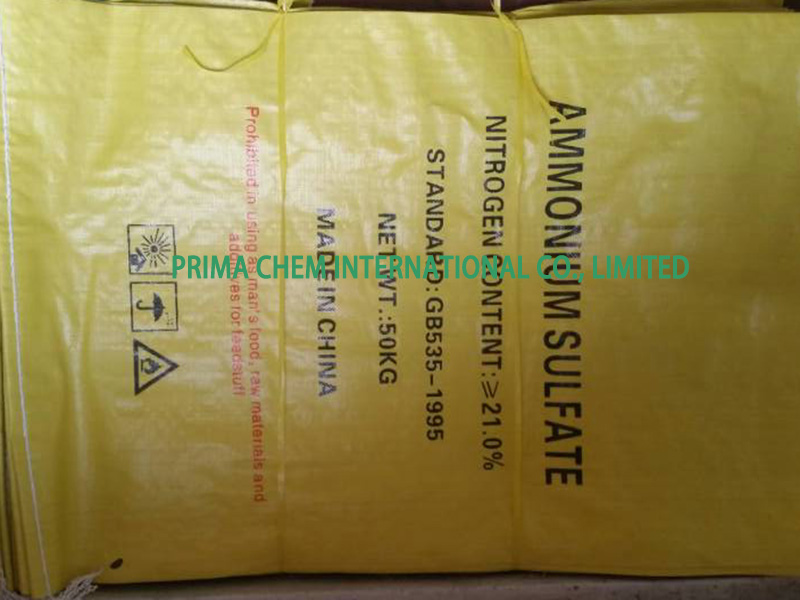 AMMONIUM SULFATE
NITROGEN CONTENT:≥21.0%
STANDARD:GB535-1995
NET WT.:50KG
MADE IN CHINA
Prohibited in using as man's food, raw materials and
additives for feedstuff
PRIMA CHEM INTERNATIONAL CO., LIMITED